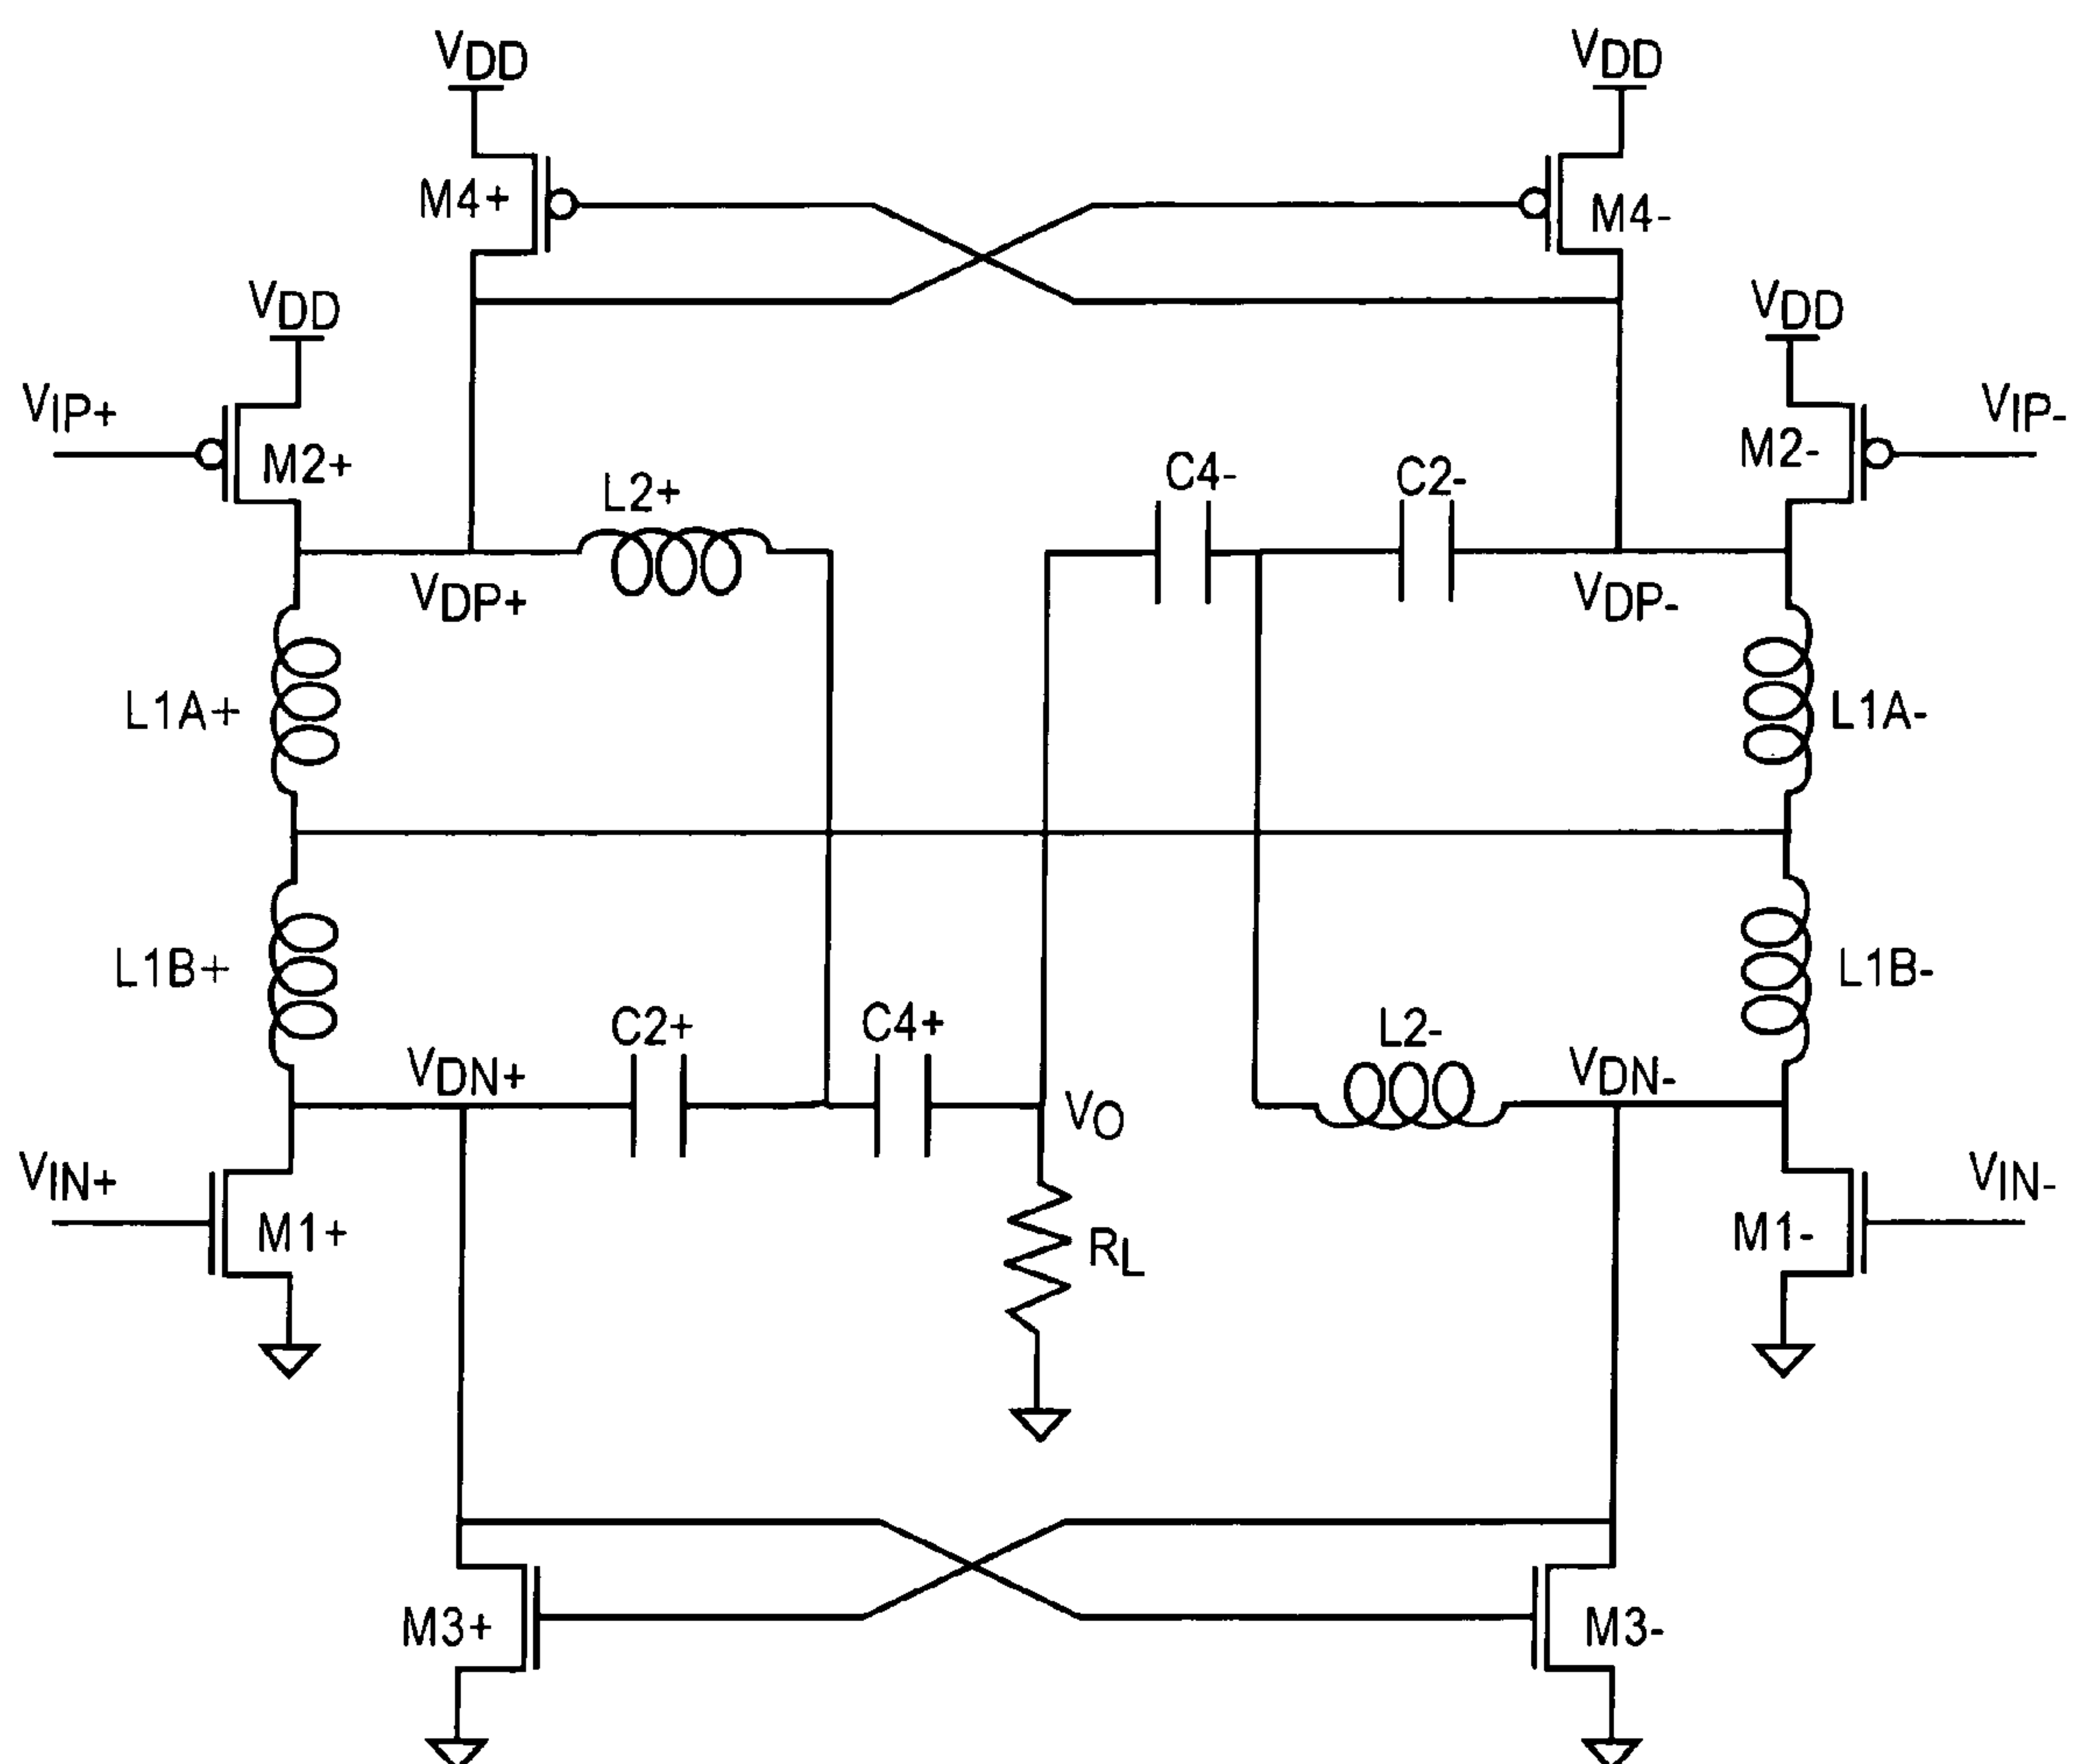 VDD
VDD
M4+
M4-
VDD
VDD
VIP+
VIP-
M2+
M2-
L2+
C4-
C2-
VDP+
VDP-
L1A+
L1A-
L1B+
L1B-
C2+
C4+
L2-
VDN+
VDN-
VO
VIN+
VIN-
M1+
RL
M1-
M3+
M3-